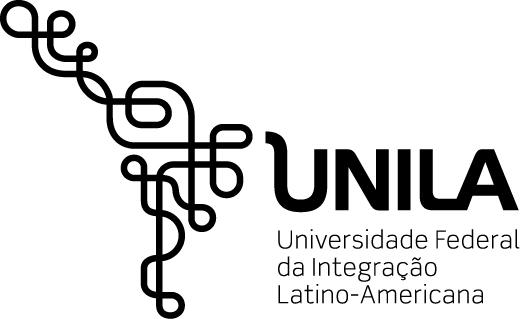 UNILA
Universidade Federal
da Integração
Latino-Americana